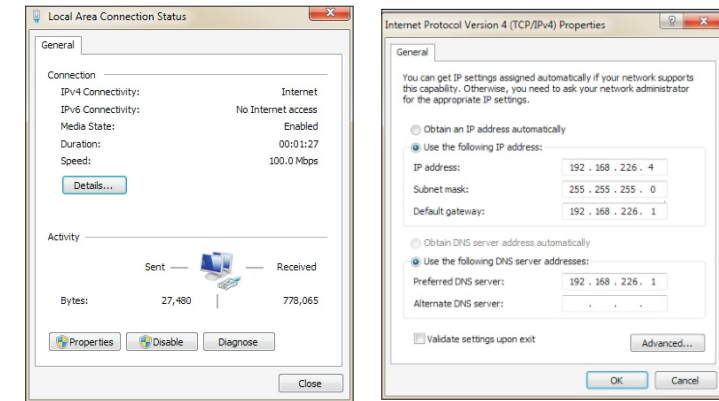 Local Area Connection Status
General
Connection
IPv4 Connectivity: Internet
IPv6 Connectivity: No Internet access
Media State: Enabled
Duration: 00:01:27
Speed: 100.0 Mbps
Details...
Activity
Sent Received
Bytes: 27,480 778,065
Properties Disable Diagnose
Close
Internet Protocol Version 4 (TCP/IPv4) Properties
General
You can get IP settings assigned automatically if your network supports
this capability. Otherwise, you need to ask your network administrator
for the appropriate IP settings.
Obtain an IP address automatically
Use the following IP address:
IP address: 192 . 168 . 226 . 4
Subnet mask: 255 . 255 . 255 . 0
Default gateway: 192 . 168 . 226 . 1
Obtain DNS server address automatically
Use the following DNS server addresses:
Preferred DNS server: 192 . 168 . 226 . 1
Alternate DNS server: . . .
Validate settings upon exit
Advanced...
OK Cancel